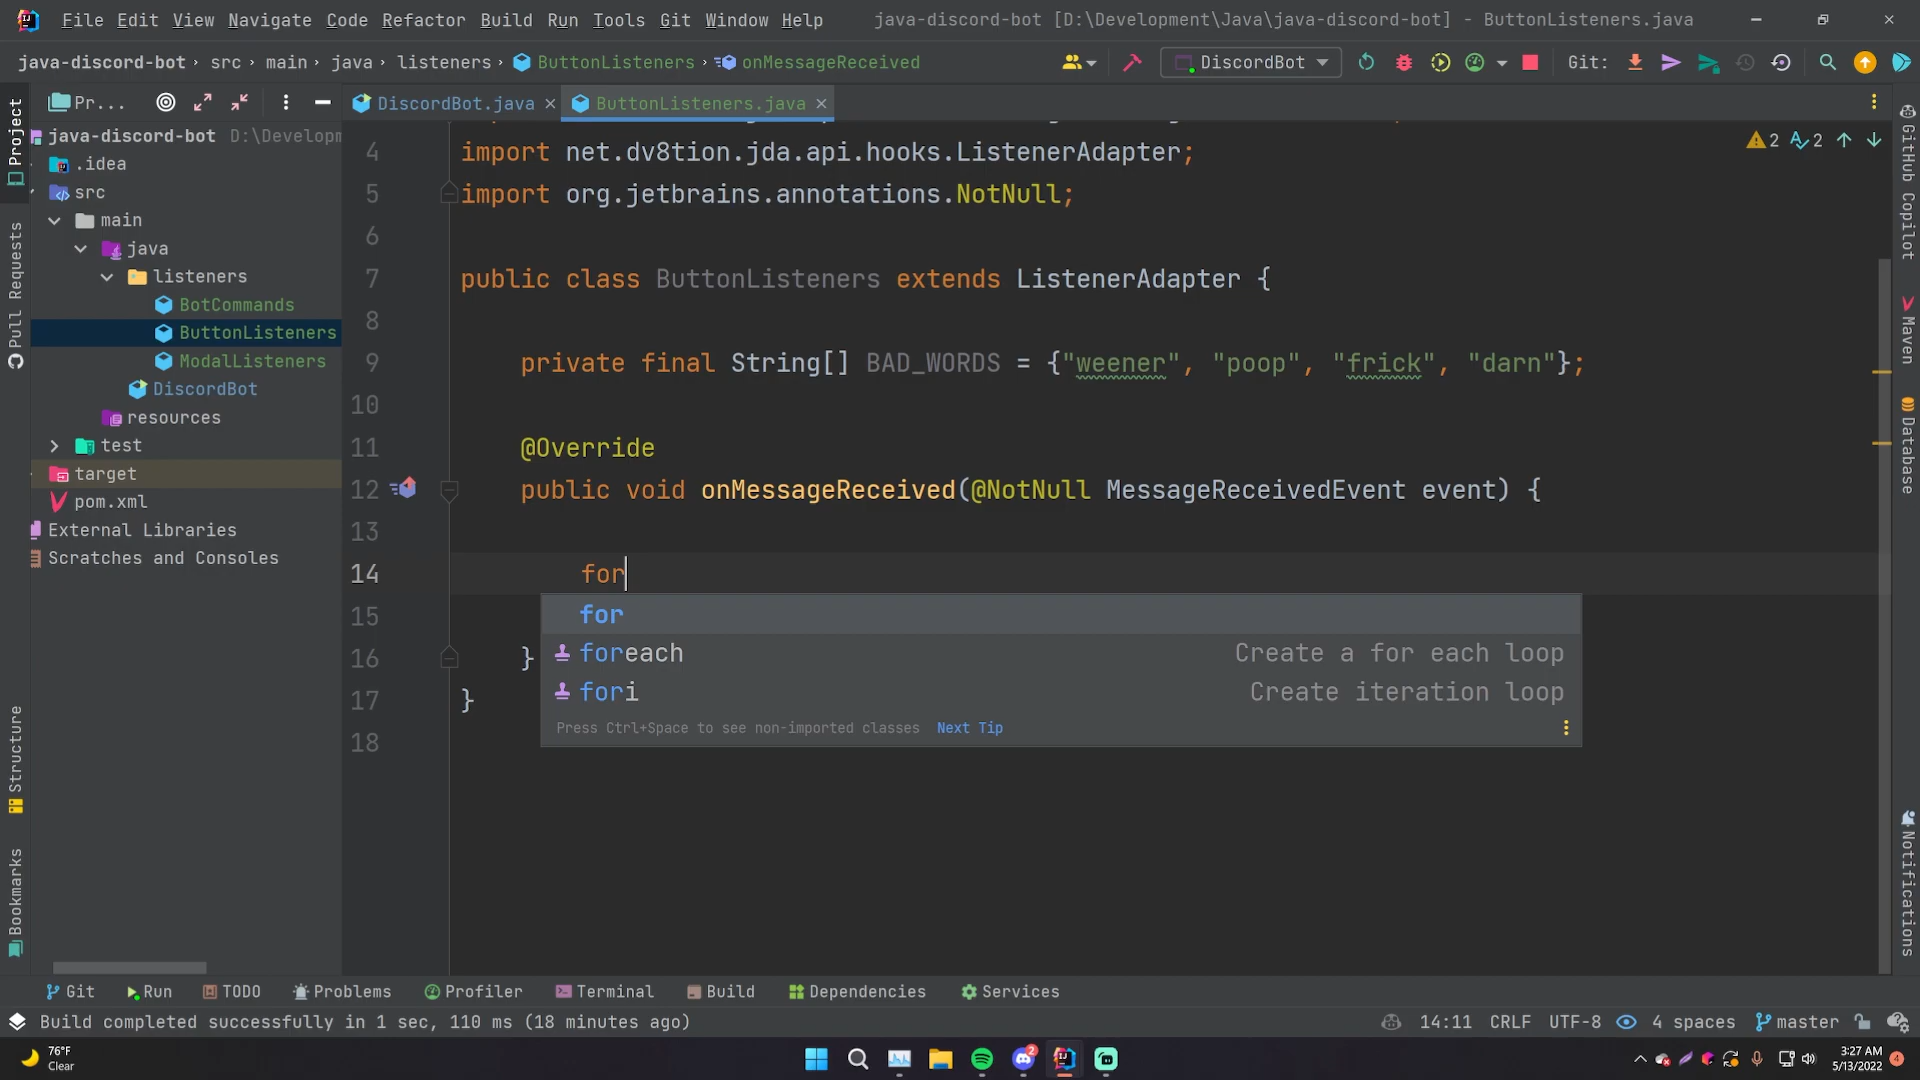 File Edit View Navigate Code Refactor Build Run Tools Git Window Help java-discord-bot [D:\Development\Java\java-discord-bot] - ButtonListeners.java
java-discord-bot › src › main › java › listeners › ButtonListeners › onMessageReceived
DiscordBot
Git:
Pr...
DiscordBot.java
ButtonListeners.java
Project
Pull Requests
Structure
Bookmarks
java-discord-bot D:\Developm
.idea
src
main
java
listeners
BotCommands
ButtonListeners
ModalListeners
DiscordBot
resources
test
target
pom.xml
External Libraries
Scratches and Consoles
2 2
4 import net.dv8tion.jda.api.hooks.ListenerAdapter;
5 import org.jetbrains.annotations.NotNull;
6
7 public class ButtonListeners extends ListenerAdapter {
8
9 private final String[] BAD_WORDS = {"weener", "poop", "frick", "darn"};
10
11 @Override
12 public void onMessageReceived(@NotNull MessageReceivedEvent event) {
13
14 for
15
16 }
17 }
18
for
foreach Create a for each loop
fori Create iteration loop
Press Ctrl+Space to see non-imported classes Next Tip
GitHub Copilot
Maven
Database
Notifications
Git Run TODO Problems Profiler Terminal Build Dependencies Services
Build completed successfully in 1 sec, 110 ms (18 minutes ago)
14:11 CRLF UTF-8 4 spaces master
76°F
Clear
2
3:27 AM
5/13/2022
4